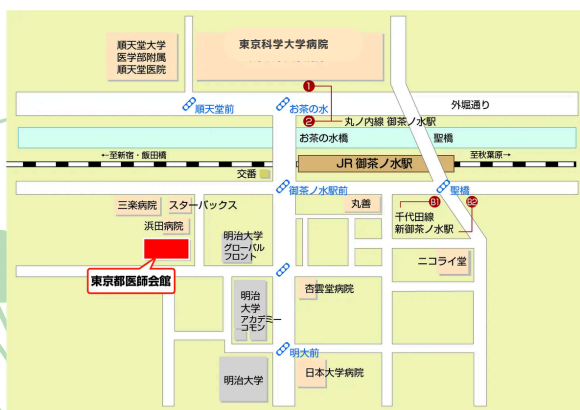 順天堂大学
医学部附属
順天堂医院
東京科学大学病院
1
順天堂前
お茶の水
外堀通り
2
丸ノ内線 御茶ノ水駅
お茶の水橋
聖橋
←至新宿・飯田橋
JR 御茶ノ水駅
至秋葉原→
交番
御茶ノ水駅前
聖橋
三楽病院
スターバックス
丸善
B1
B2
浜田病院
千代田線
新御茶ノ水駅
明治大学
グローバル
フロント
東京都医師会館
ニコライ堂
杏雲堂病院
明治
大学
アカデミー
コモン
明大前
明治大学
日本大学病院